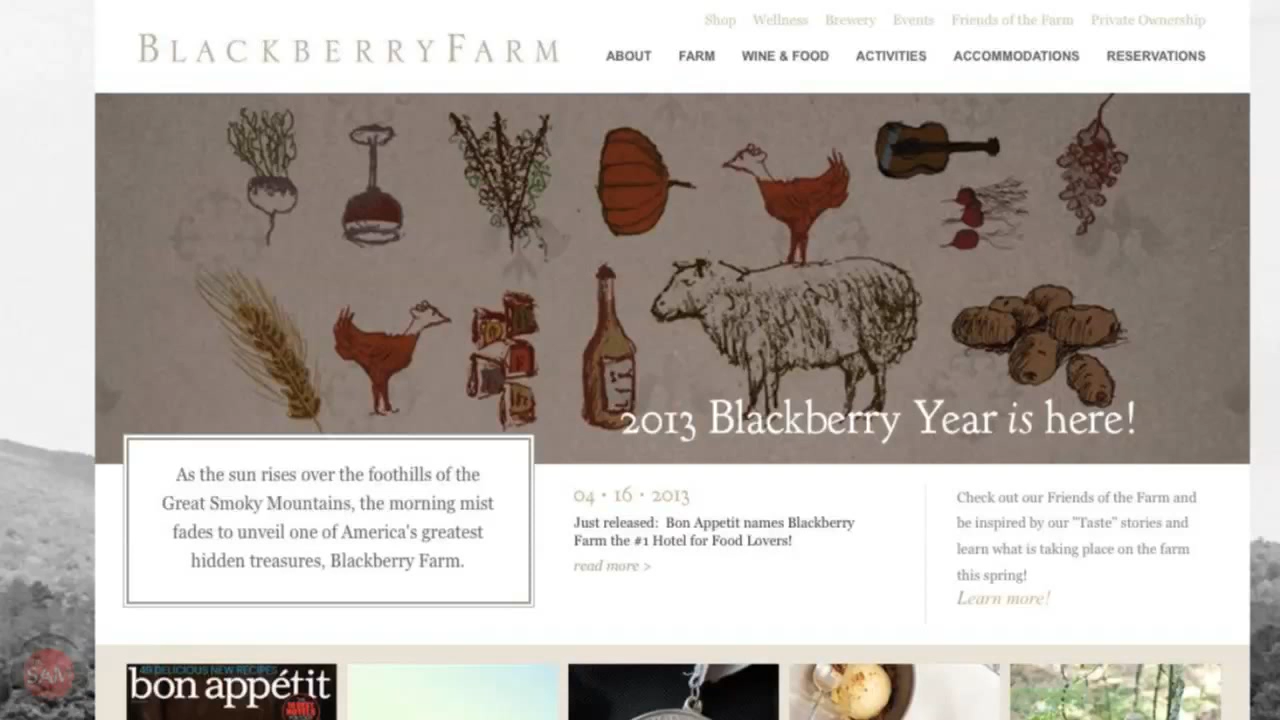 Shop Wellness Brewery Events Friends of the Farm Private Ownership
BLACKBERRY FARM
ABOUT FARM WINE & FOOD ACTIVITIES ACCOMMODATIONS RESERVATIONS
2013 Blackberry Year is here!
As the sun rises over the foothills of the
Great Smoky Mountains, the morning mist
fades to unveil one of America's greatest
hidden treasures, Blackberry Farm.
04 • 16 • 2013
Just released: Bon Appetit names Blackberry
Farm the #1 Hotel for Food Lovers!
read more >
Check out our Friends of the Farm and
be inspired by our "Taste" stories and
learn what is taking place on the farm
this spring!
Learn more!
49 DELICIOUS NEW RECIPES
bon appétit